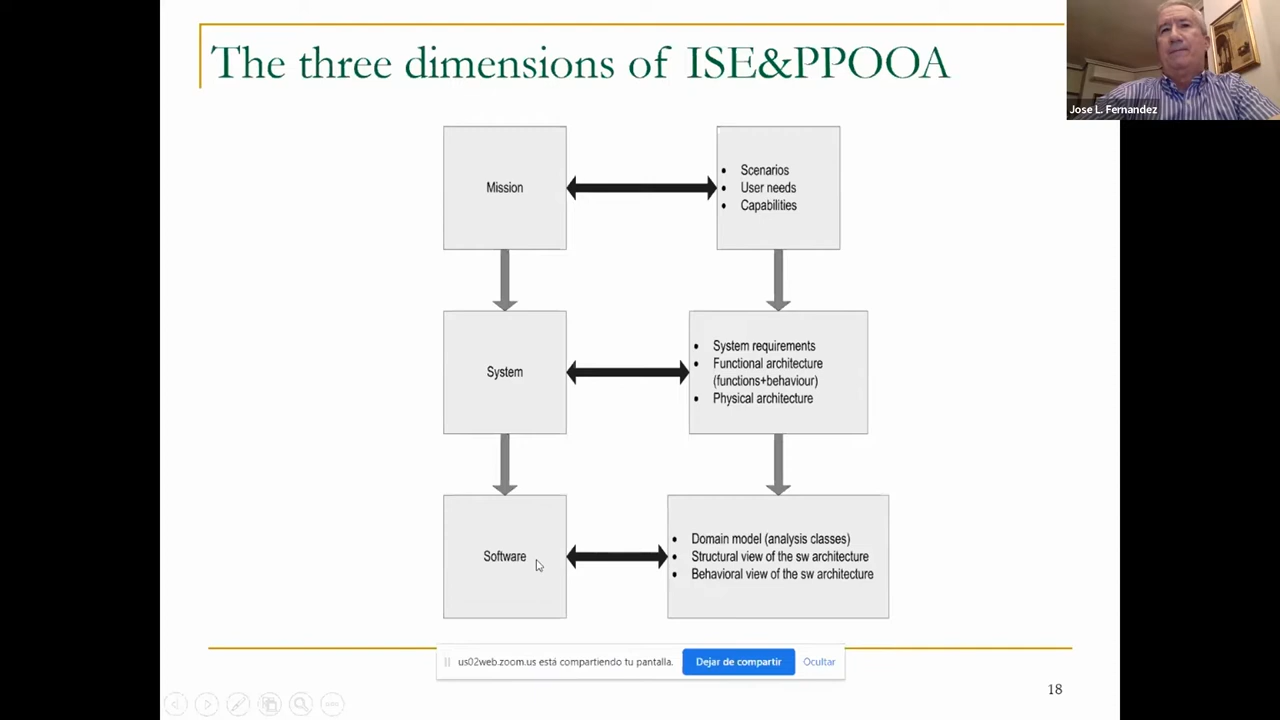 The three dimensions of ISE&PPOOA
Jose L. Fernandez
Mission
• Scenarios
• User needs
• Capabilities
System
• System requirements
• Functional architecture
(functions+behaviour)
• Physical architecture
Software
• Domain model (analysis classes)
• Structural view of the sw architecture
• Behavioral view of the sw architecture
us02web.zoom.us está compartiendo tu pantalla.
Dejar de compartir
Ocultar
18